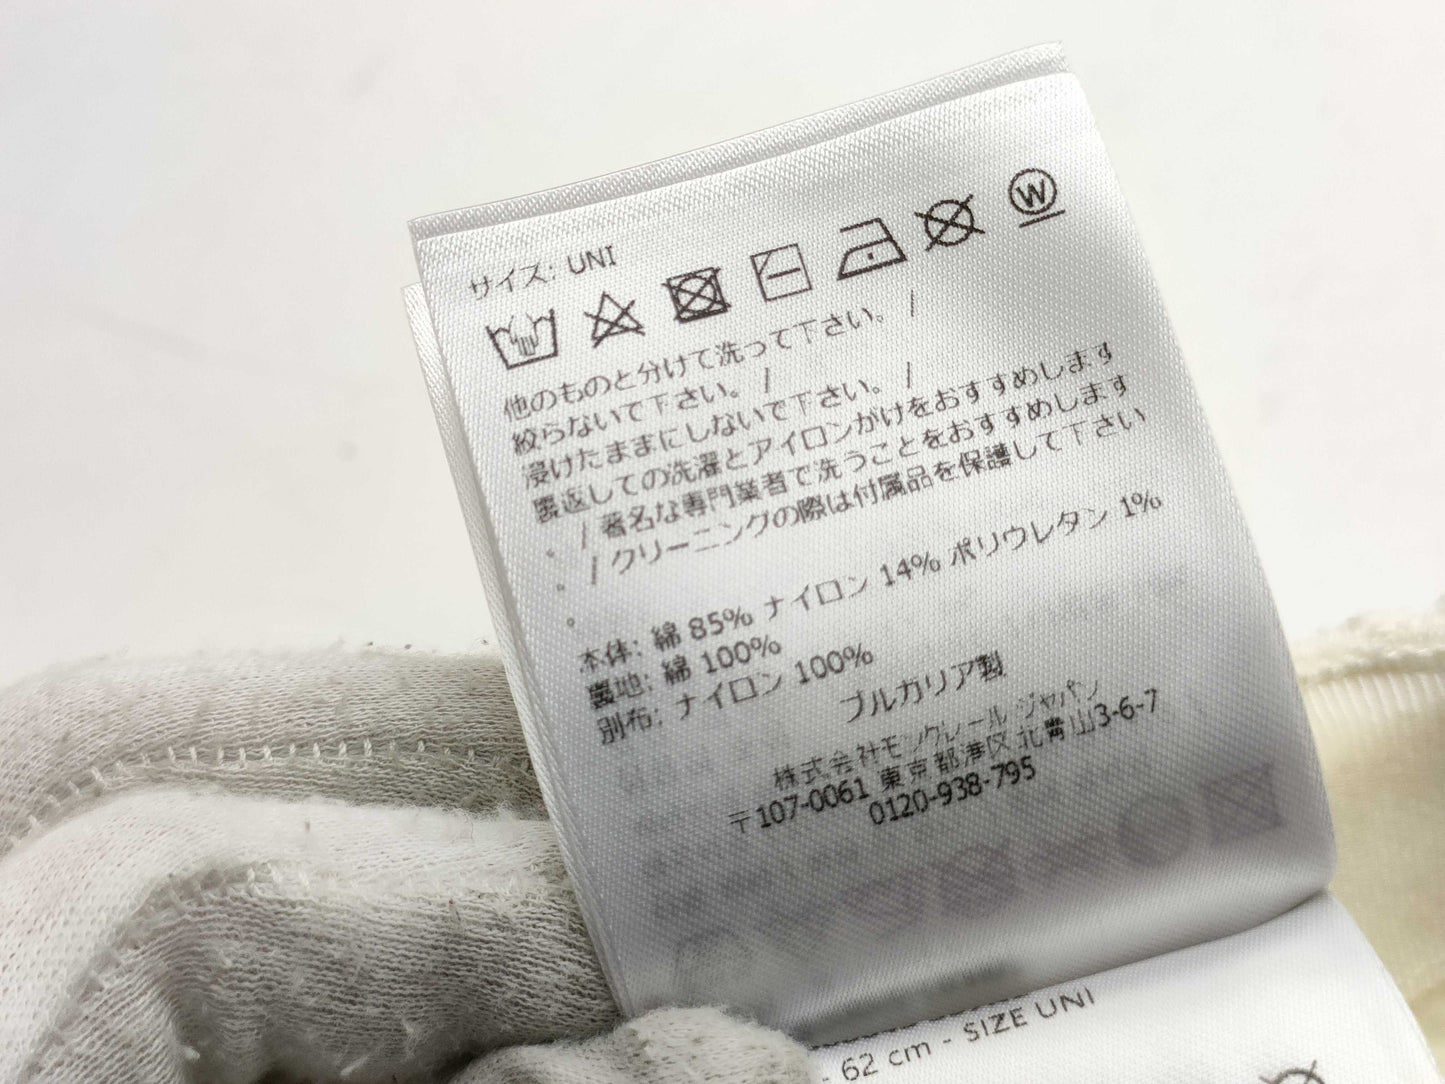 サイズ: UNI
W
他のものと分けて洗って下さい。 /
絞らないで下さい。 /
浸けたままにしないで下さい。 /
裏返しての洗濯とアイロンがけをおすすめします
。 / 著名な専門業者で洗うことをおすすめします
。 / クリーニングの際は付属品を保護して下さい
。
本体: 綿 85% ナイロン 14% ポリウレタン 1%
裏地: 綿 100%
別布: ナイロン 100%
ブルガリア製
株式会社モンクレール ジャパン
〒107-0061 東京都港区北青山3-6-7
0120-938-795
62 cm - SIZE UNI